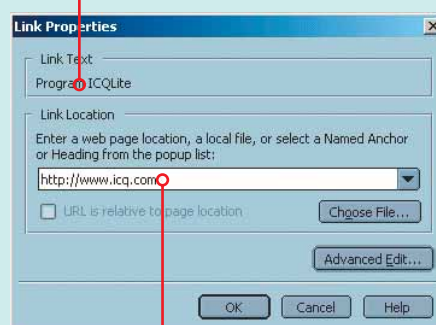 Link Properties
Link Text
Program ICQLite
Link Location
Enter a web page location, a local file, or select a Named Anchor
or Heading from the popup list:
http://www.icq.com
URL is relative to page location
Choose File...
Advanced Edit...
OK Cancel Help